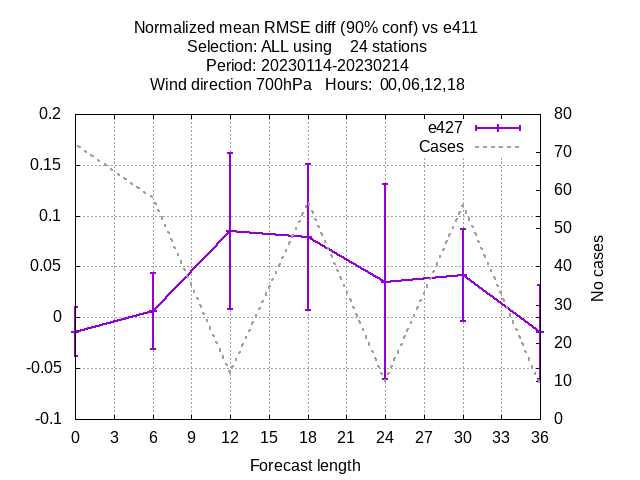 Normalized mean RMSE diff (90% conf) vs e411
Selection: ALL using    24 stations
Period: 20230114-20230214
Wind direction 700hPa   Hours:  00,06,12,18
e427
Cases
0.2
0.15
0.1
0.05
0
-0.05
-0.1
80
70
60
50
40
30
20
10
0
No cases
0 3 6 9 12 15 18 21 24 27 30 33 36
Forecast length